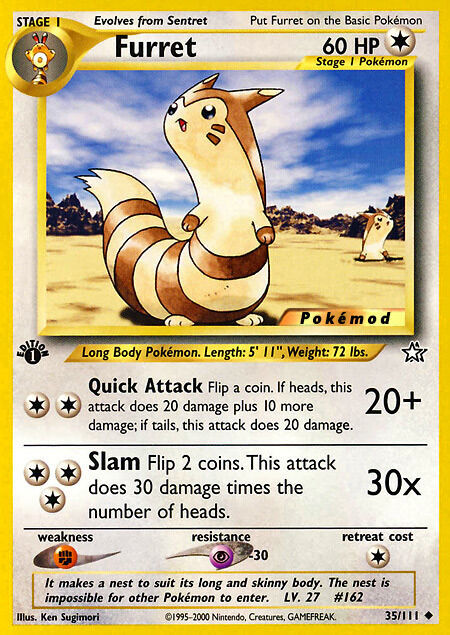 STAGE 1 Evolves from Sentret Put Furret on the Basic Pokémon
Furret 60 HP
Stage 1 Pokémon
Pokémod
EDITION 1
Long Body Pokémon. Length: 5' 11", Weight: 72 lbs.
Quick Attack Flip a coin. If heads, this
attack does 20 damage plus 10 more
damage; if tails, this attack does 20 damage.
20+
Slam Flip 2 coins. This attack
does 30 damage times the
number of heads.
30x
weakness resistance retreat cost
-30
It makes a nest to suit its long and skinny body. The nest is
impossible for other Pokémon to enter. LV. 27 #162
Illus. Ken Sugimori ©1995-2000 Nintendo, Creatures, GAMEFREAK. 35/111